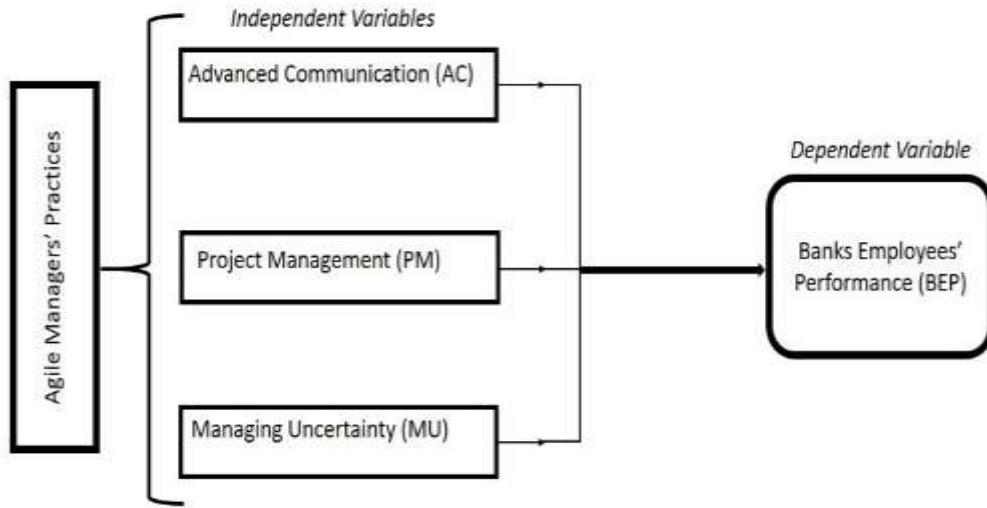 Independent Variables
Advanced Communication (AC)
Agile Managers' Practices
Project Management (PM)
Managing Uncertainty (MU)
Dependent Variable
Banks Employees'
Performance (BEP)